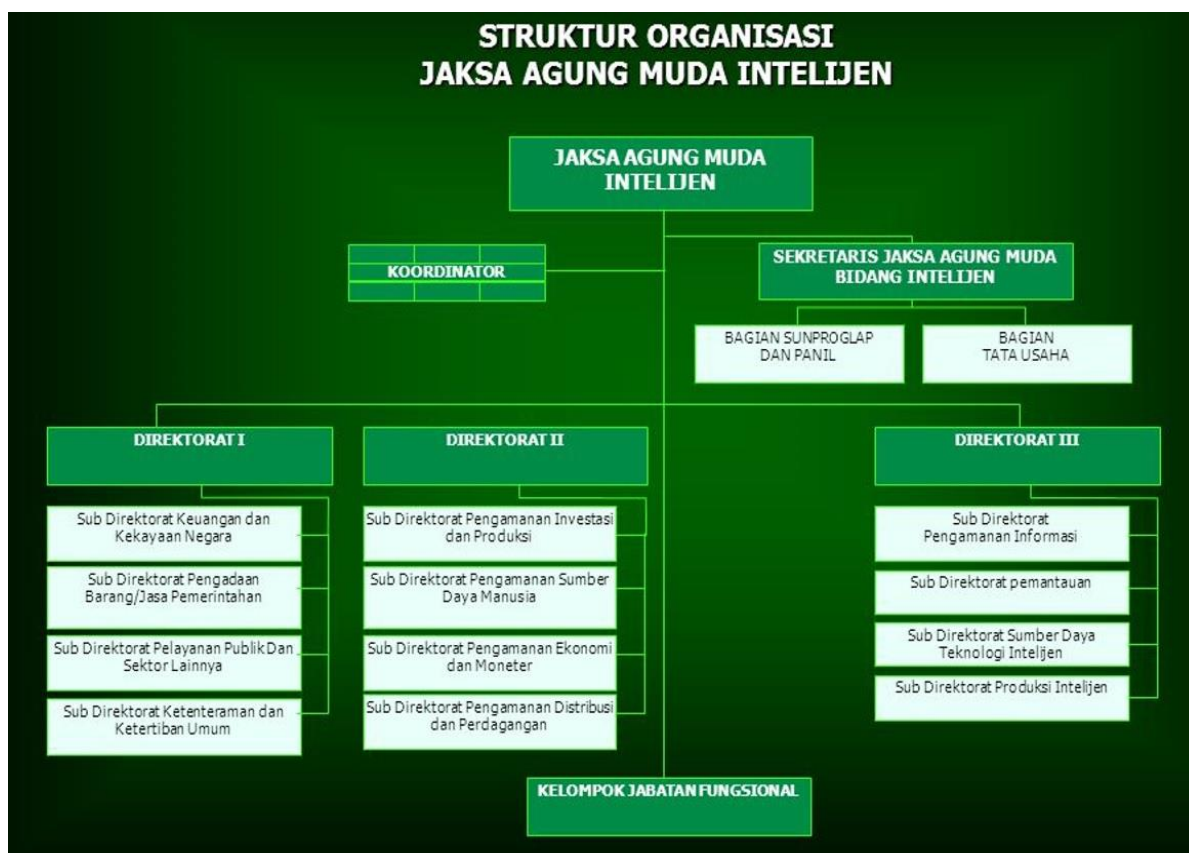 STRUKTUR ORGANISASI
JAKSA AGUNG MUDA INTELIJEN
JAKSA AGUNG MUDA
INTELIJEN
KOORDINATOR
SEKRETARIS JAKSA AGUNG MUDA
BIDANG INTELIJEN
BAGIAN SUNPROGLAP
DAN PANIL
BAGIAN
TATA USAHA
DIREKTORAT I
Sub Direktorat Keuangan dan
Kekayaan Negara
Sub Direktorat Pengadaan
Barang/Jasa Pemerintahan
Sub Direktorat Pelayanan Publik Dan
Sektor Lainnya
Sub Direktorat Ketenteraman dan
Ketertiban Umum
DIREKTORAT II
Sub Direktorat Pengamanan Investasi
dan Produksi
Sub Direktorat Pengamanan Sumber
Daya Manusia
Sub Direktorat Pengamanan Ekonomi
dan Moneter
Sub Direktorat Pengamanan Distribusi
dan Perdagangan
DIREKTORAT III
Sub Direktorat
Pengamanan Informasi
Sub Direktorat pemantauan
Sub Direktorat Sumber Daya
Teknologi Intelijen
Sub Direktorat Produksi Intelijen
KELOMPOK JABATAN FUNGSIONAL